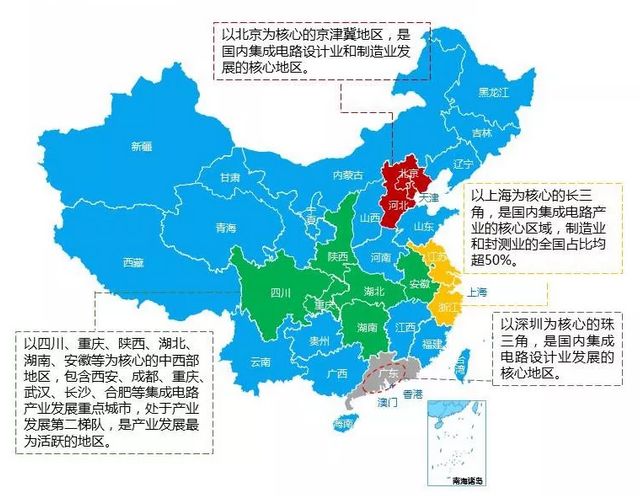 以北京为核心的京津冀地区，是
国内集成电路设计业和制造业发
展的核心地区。
黑龙江
吉林
辽宁
新疆
甘肃
内蒙古
北京
天津
河北
山西
宁夏
青海
山东
以上海为核心的长三
角，是国内集成电路产
业的核心区域，制造业
和封测业的全国占比均
超50%。
西藏
陕西
河南
江苏
安徽
上海
四川
重庆
湖北
浙江
湖南
江西
贵州
福建
云南
广西
广东
台湾
香港
澳门
海南
以四川、重庆、陕西、湖北、
湖南、安徽等为核心的中西部
地区，包含西安、成都、重庆、
武汉、长沙、合肥等集成电路
产业发展重点城市，处于产业
发展第二梯队，是产业发展最
为活跃的地区。
以深圳为核心的珠
三角，是国内集成
电路设计业发展的
核心地区。
南海诸岛